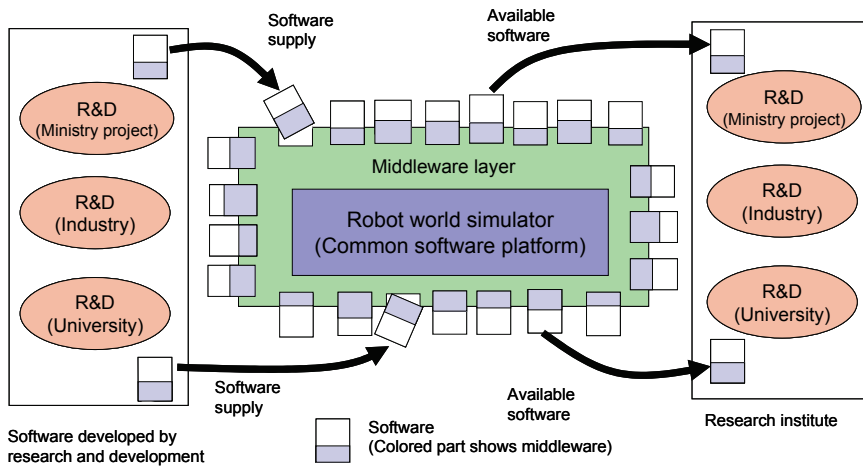 Software
supply
Available
software
R&D
(Ministry project)
R&D
(Industry)
R&D
(University)
Middleware layer
Robot world simulator
(Common software platform)
R&D
(Ministry project)
R&D
(Industry)
R&D
(University)
Software
supply
Available
software
Software developed by
research and development
Software
(Colored part shows middleware)
Research institute